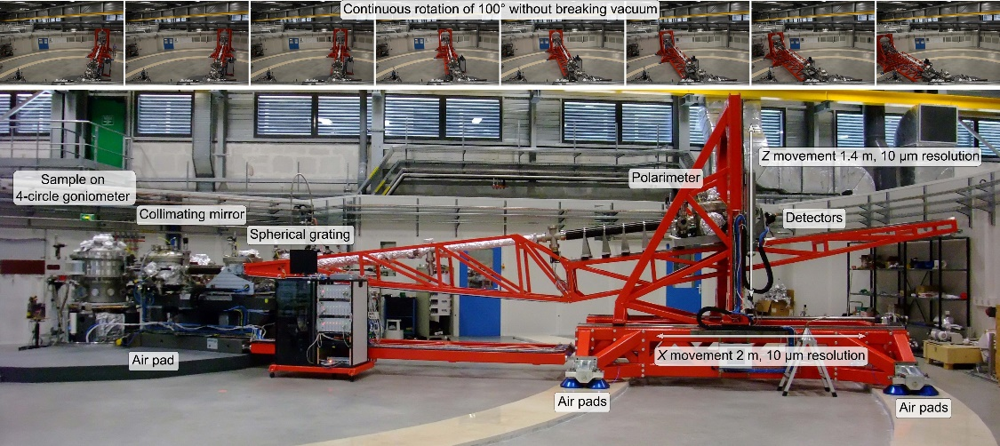 Continuous rotation of 100° without breaking vacuum
Z movement 1.4 m, 10 µm resolution
Sample on
4-circle goniometer
Polarimeter
Collimating mirror
Detectors
Spherical grating
Air pad
X movement 2 m, 10 µm resolution
Air pads
Air pads